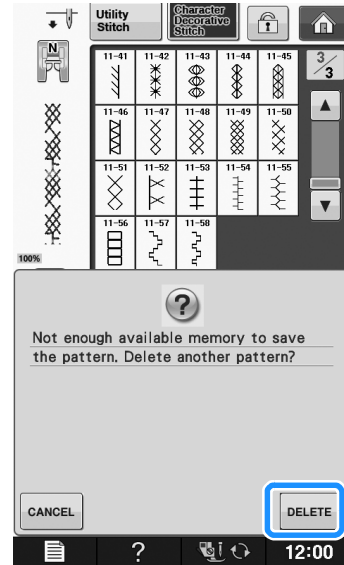 Utility
Stitch
Character
Decorative
Stitch
N
3/3
11-41 11-42 11-43 11-44 11-45
11-46 11-47 11-48 11-49 11-50
11-51 11-52 11-53 11-54 11-55
11-56 11-57 11-58
100%
?
Not enough available memory to save
the pattern. Delete another pattern?
CANCEL
DELETE
? 12:00